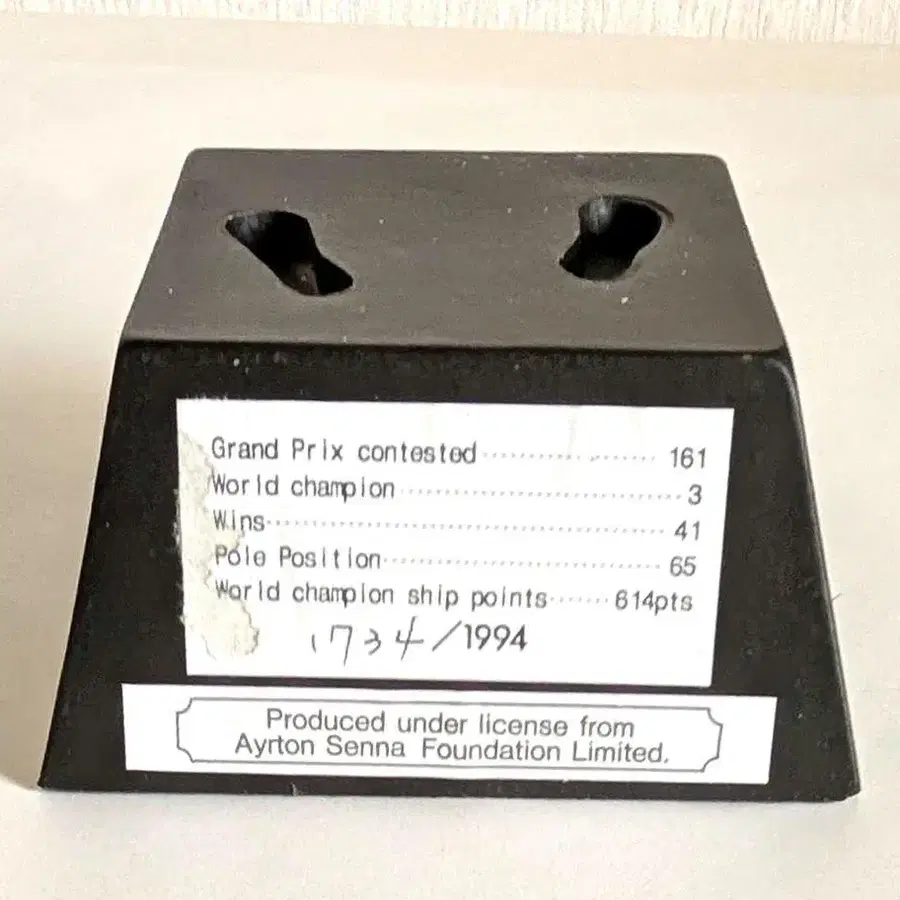 Grand Prix contested 161
World champion 3
Wins 41
Pole Position 65
World champion ship points 614pts
1734/1994
Produced under license from
Ayrton Senna Foundation Limited.